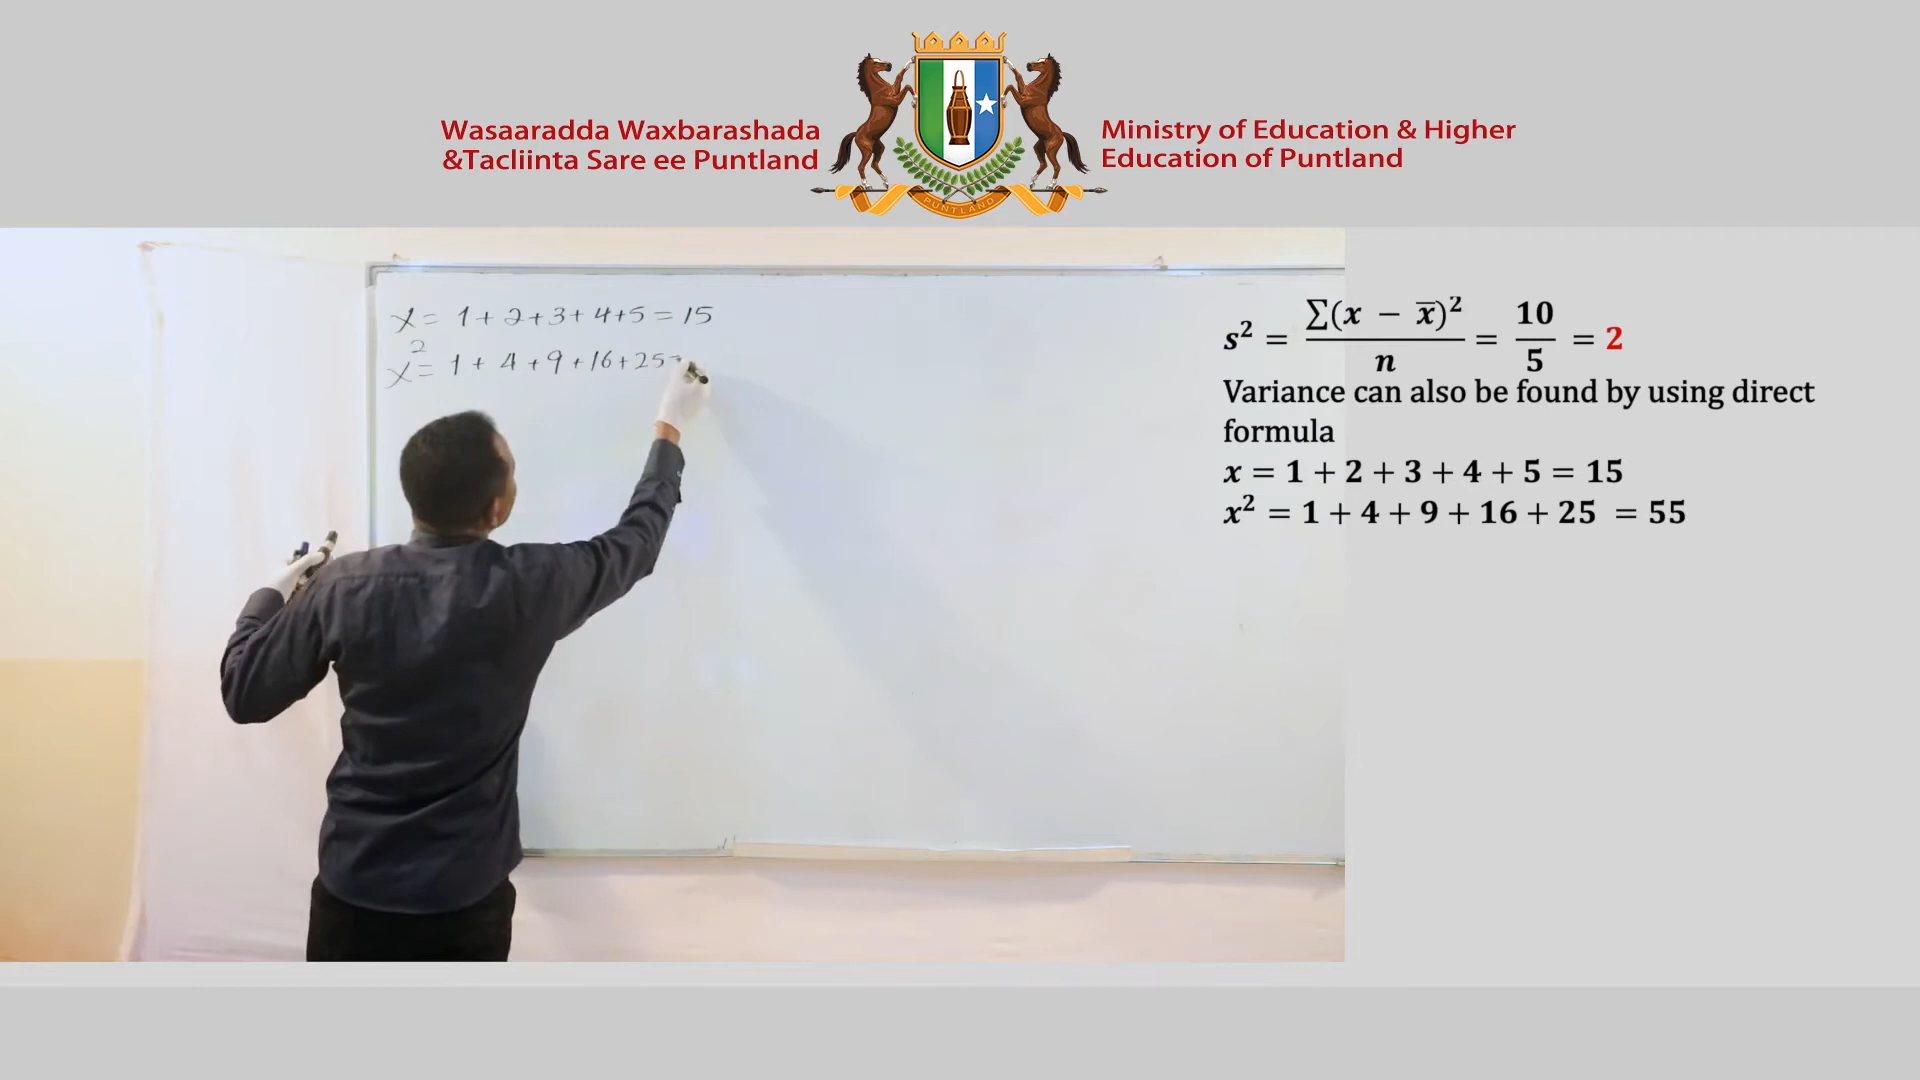 Wasaaradda Waxbarashada
&Tacliinta Sare ee Puntland
PUNTLAND
Ministry of Education & Higher
Education of Puntland
x = 1 + 2 + 3 + 4 + 5 = 15
x² = 1 + 4 + 9 + 16 + 25 =
s² = ∑(x − x̅)² / n = 10 / 5 = 2
Variance can also be found by using direct
formula
x = 1 + 2 + 3 + 4 + 5 = 15
x² = 1 + 4 + 9 + 16 + 25 = 55